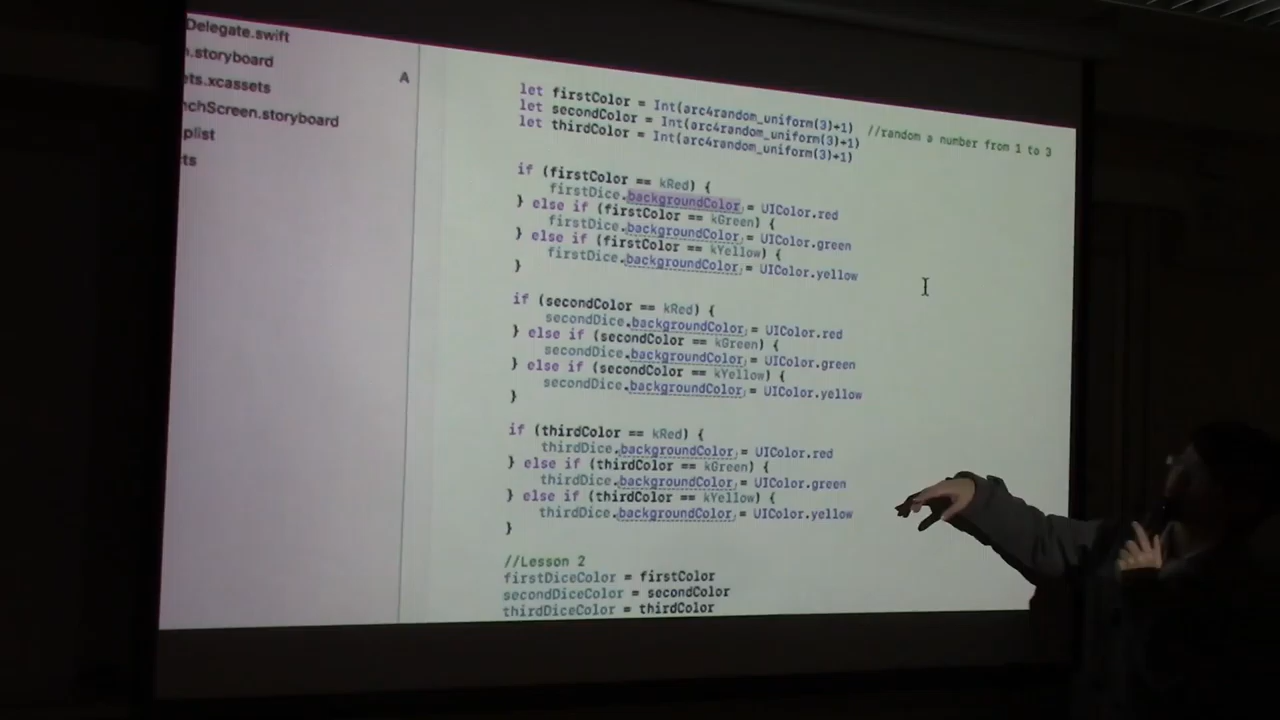 Delegate.swift
.storyboard
ets.xcassets
A
nchScreen.storyboard
plist
ts
let firstColor = Int(arc4random_uniform(3)+1)
let secondColor = Int(arc4random_uniform(3)+1) //random a number from 1 to 3
let thirdColor = Int(arc4random_uniform(3)+1)
if (firstColor == kRed) {
firstDice.backgroundColor = UIColor.red
} else if (firstColor == kGreen) {
firstDice.backgroundColor = UIColor.green
} else if (firstColor == kYellow) {
firstDice.backgroundColor = UIColor.yellow
}
if (secondColor == kRed) {
secondDice.backgroundColor = UIColor.red
} else if (secondColor == kGreen) {
secondDice.backgroundColor = UIColor.green
} else if (secondColor == kYellow) {
secondDice.backgroundColor = UIColor.yellow
}
if (thirdColor == kRed) {
thirdDice.backgroundColor = UIColor.red
} else if (thirdColor == kGreen) {
thirdDice.backgroundColor = UIColor.green
} else if (thirdColor == kYellow) {
thirdDice.backgroundColor = UIColor.yellow
}
//Lesson 2
firstDiceColor = firstColor
secondDiceColor = secondColor
thirdDiceColor = thirdColor